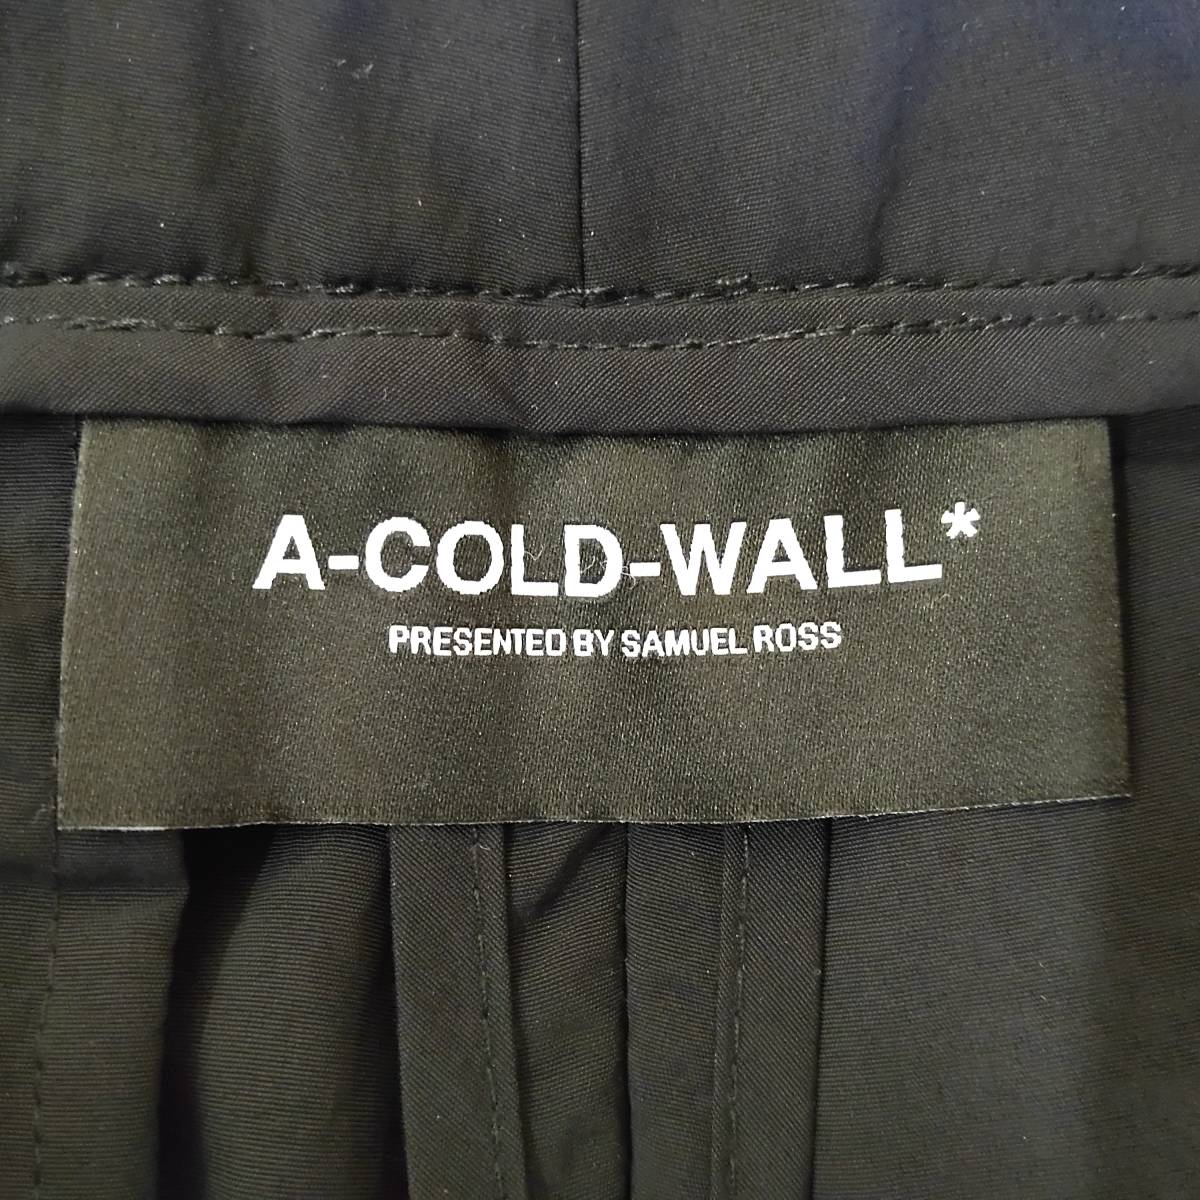 A-COLD-WALL*
PRESENTED BY SAMUEL ROSS